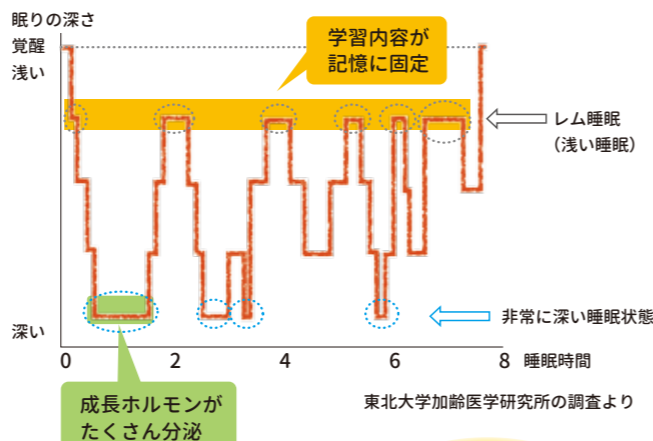 眠りの深さ
覚醒
浅い
学習内容が
記憶に固定
レム睡眠
（浅い睡眠）
非常に深い睡眠状態
深い
0 2 4 6 8 睡眠時間
成長ホルモンが
たくさん分泌
東北大学加齢医学研究所の調査より